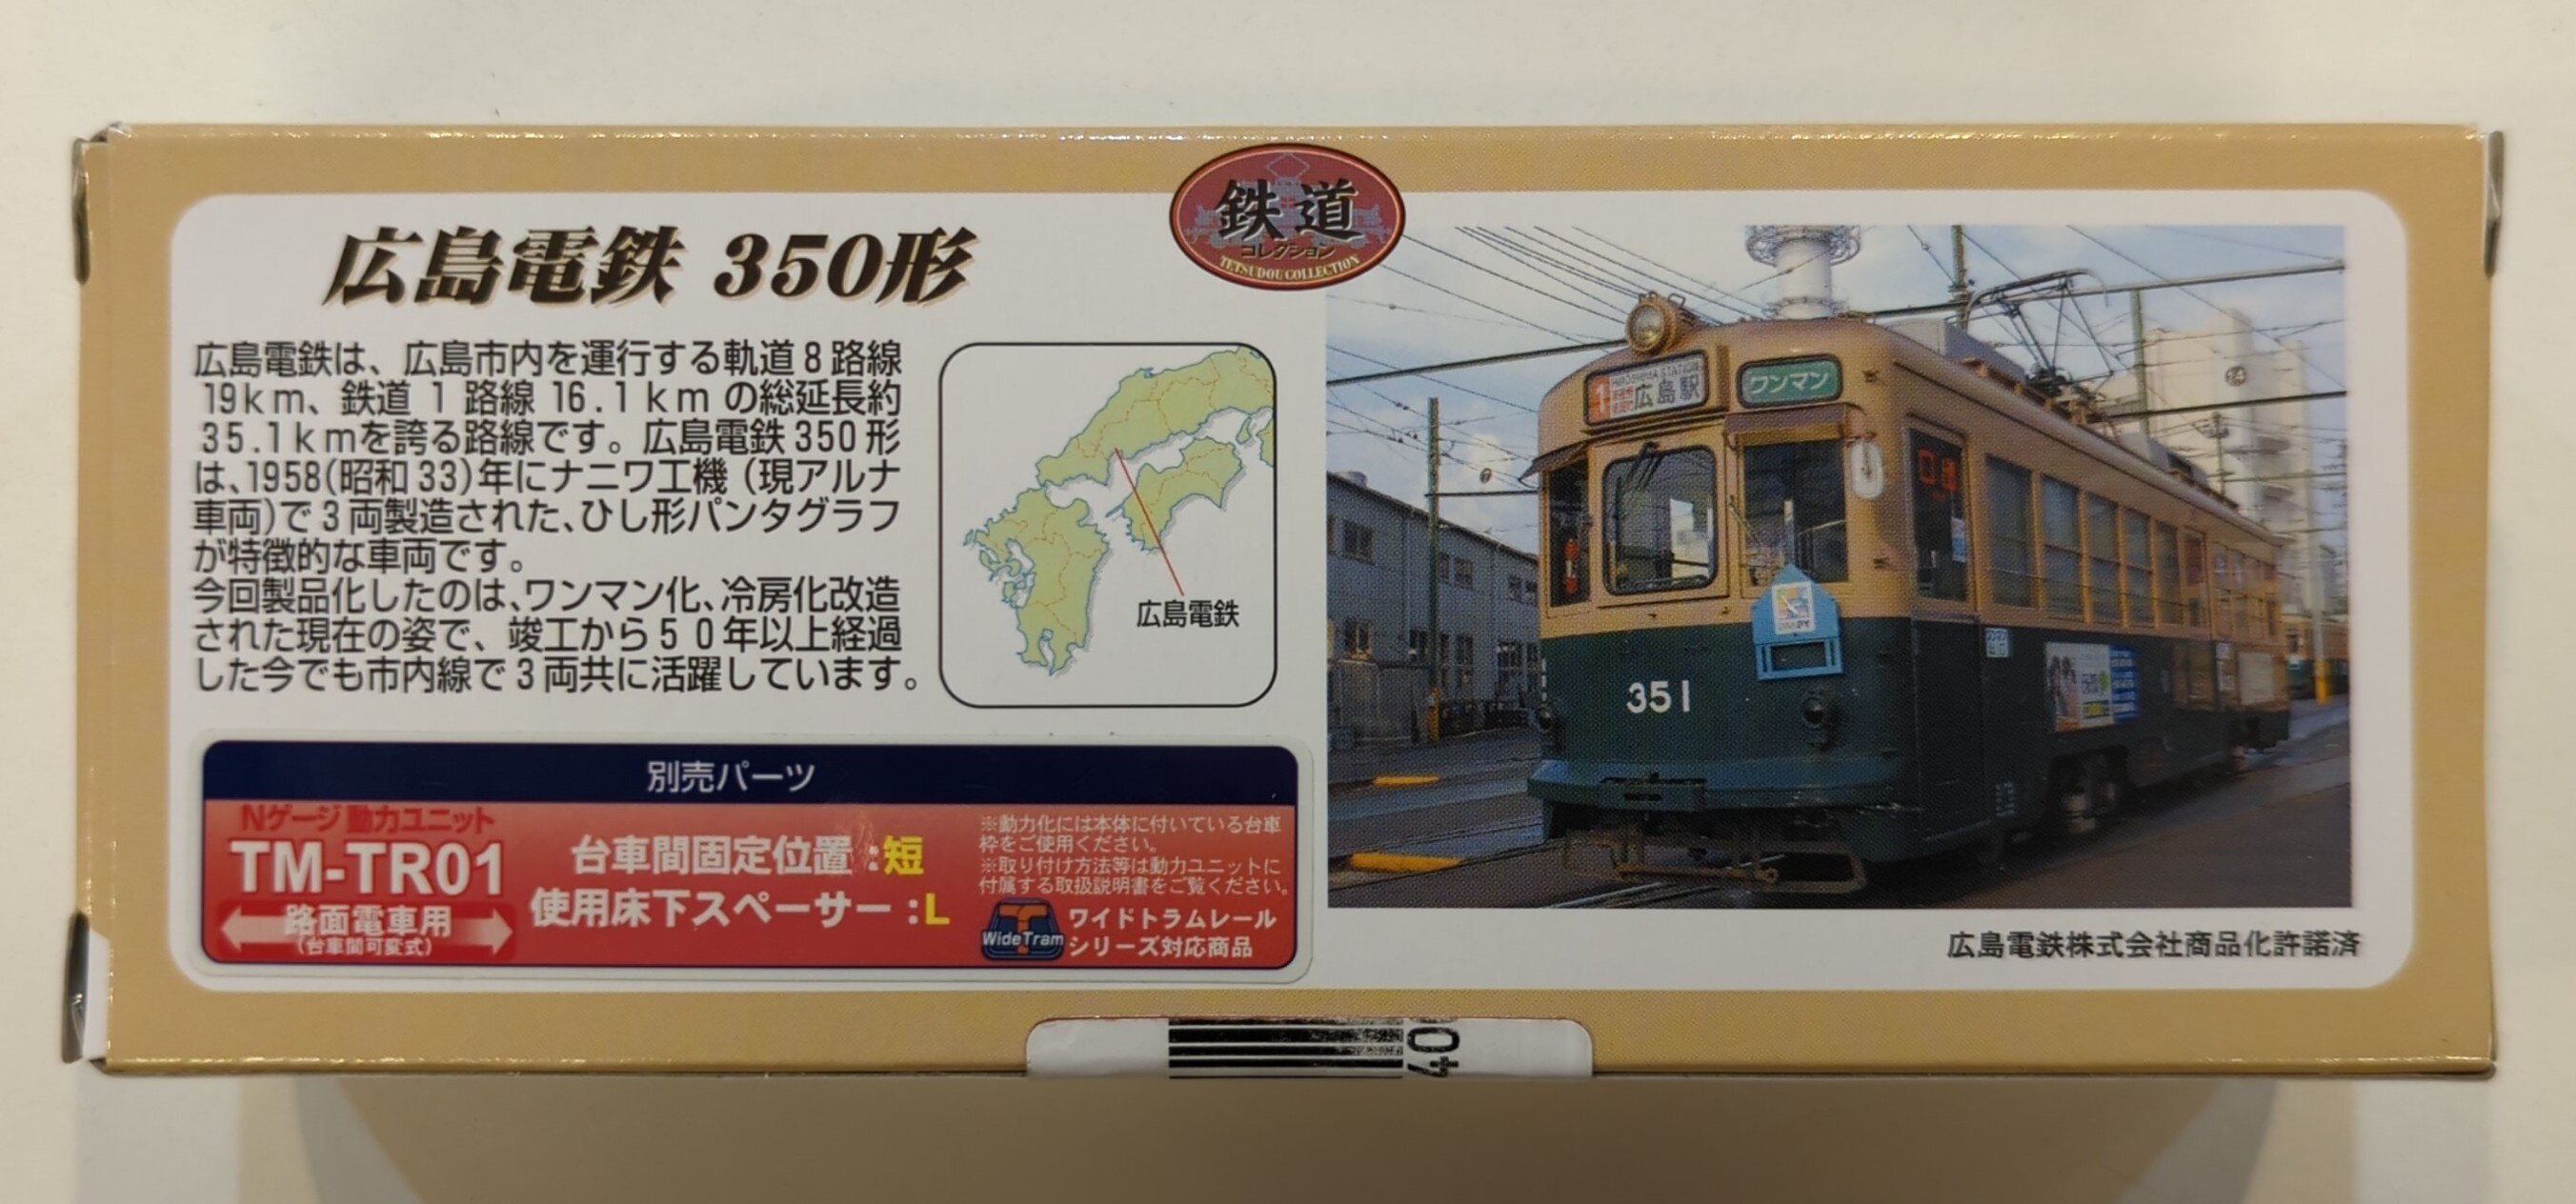 鉄道
コレクション
TETSUDOU COLLECTION
広島電鉄 350形
広島電鉄は、広島市内を運行する軌道8路線
19km、鉄道1路線16.1kmの総延長約
35.1kmを誇る路線です。広島電鉄350形
は、1958(昭和33)年にナニワ工機(現アルナ
車両)で3両製造された、ひし形パンタグラフ
が特徴的な車両です。
今回製品化したのは、ワンマン化、冷房化改造
された現在の姿で、竣工から50年以上経過
した今でも市内線で3両共に活躍しています。
広島電鉄
別売パーツ
Nゲージ動力ユニット
TM-TR01
路面電車用
(台車間可変式)
台車間固定位置:短
使用床下スペーサー:L
※動力化には本体に付いている台車
枠をご使用ください。
※取り付け方法等は動力ユニットに
付属する取扱説明書をご覧ください。
WideTram
ワイドトラムレール
シリーズ対応商品
1
HIROSHIMA STATION
広島駅
ワンマン
351
広島電鉄株式会社商品化許諾済